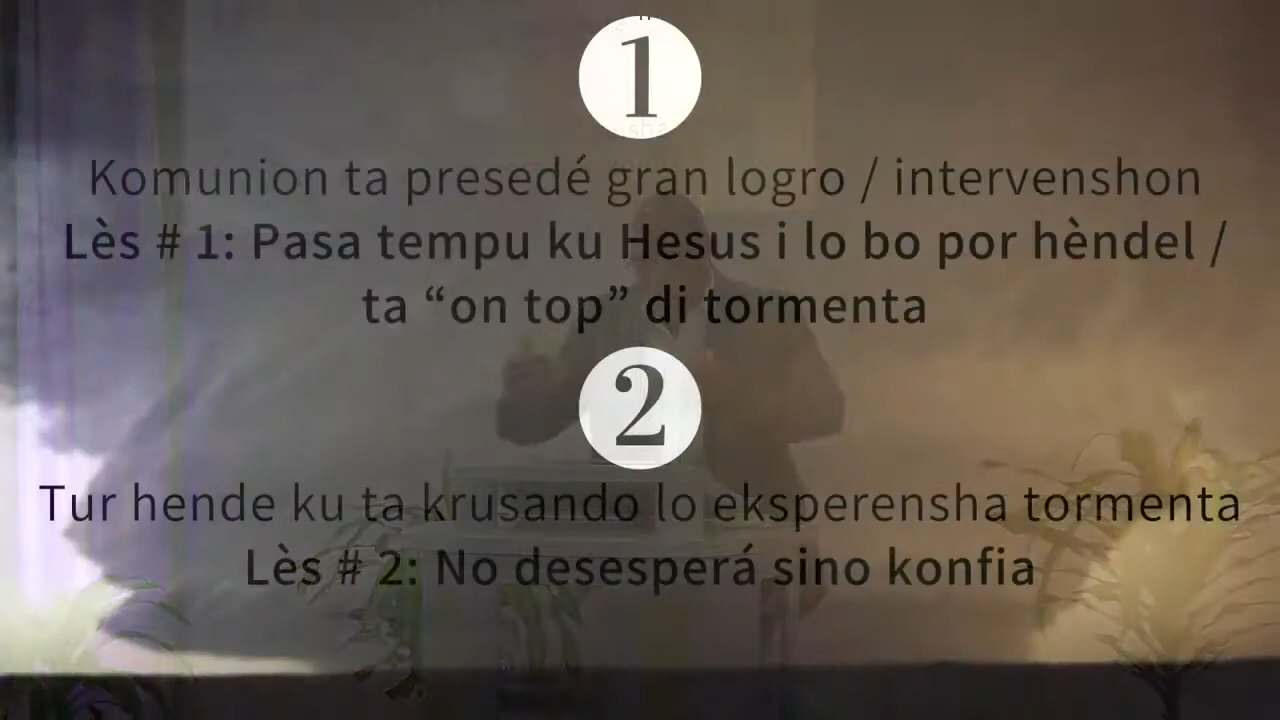 1
Komunion ta presedé gran logro / intervenshon
Lès # 1: Pasa tempu ku Hesus i lo bo por hèndel /
ta “on top” di tormenta
2
Tur hende ku ta krusando lo eksperensha tormenta
Lès # 2: No desesperá sino konfia